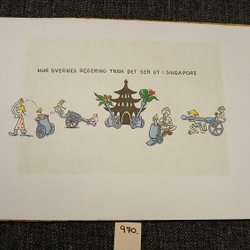 HUR SVERIGES REGERING TROR DET SER UT I SINGAPORE
970.